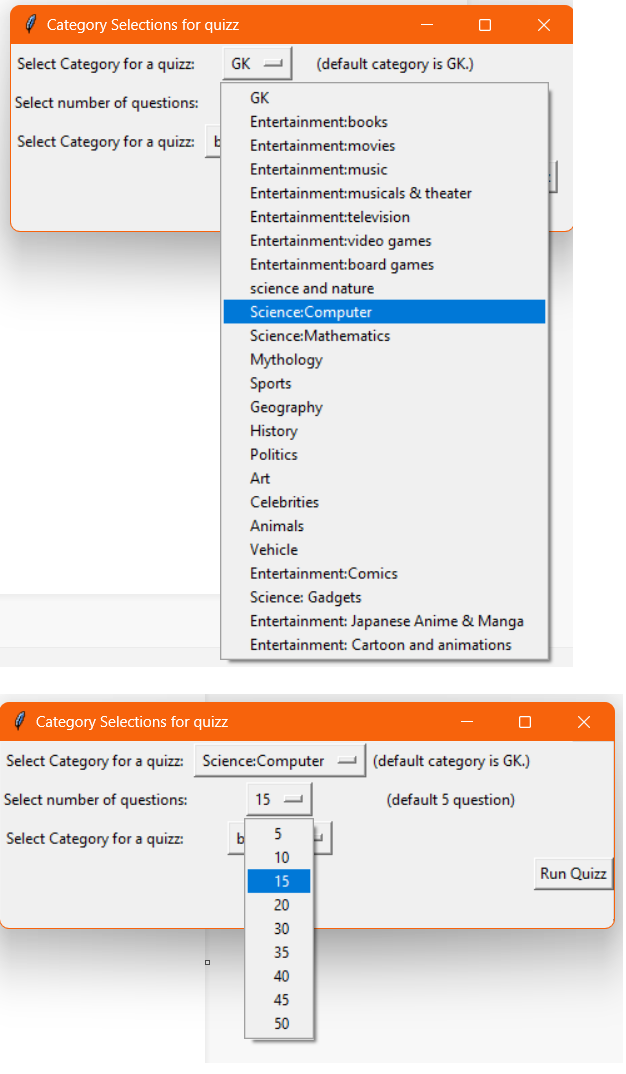 Category Selections for quizz
Select Category for a quizz: GK (default category is GK.)
Select number of questions:
Select Category for a quizz:
GK
Entertainment:books
Entertainment:movies
Entertainment:music
Entertainment:musicals & theater
Entertainment:television
Entertainment:video games
Entertainment:board games
science and nature
Science:Computer
Science:Mathematics
Mythology
Sports
Geography
History
Politics
Art
Celebrities
Animals
Vehicle
Entertainment:Comics
Science: Gadgets
Entertainment: Japanese Anime & Manga
Entertainment: Cartoon and animations
Category Selections for quizz
Select Category for a quizz: Science:Computer (default category is GK.)
Select number of questions: 15 (default 5 question)
Select Category for a quizz:
5
10
15
20
30
35
40
45
50
Run Quizz